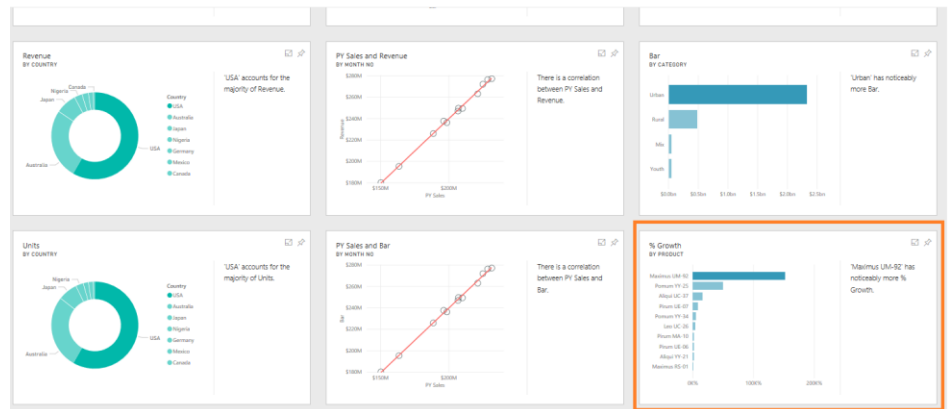 Revenue
BY COUNTRY
Canada
Nigeria
Japan
Australia
USA
Country
USA
Australia
Japan
Nigeria
Germany
Mexico
Canada
'USA' accounts for the
majority of Revenue.
PY Sales and Revenue
BY MONTH NO
$280M
$260M
$240M
$220M
$200M
$180M
Revenue
$150M
$200M
PY Sales
There is a correlation
between PY Sales and
Revenue.
Bar
BY CATEGORY
Urban
Rural
Mix
Youth
$0.0bn
$0.5bn
$1.0bn
$1.5bn
$2.0bn
$2.5bn
'Urban' has noticeably
more Bar.
Units
BY COUNTRY
Nigeria
Japan
Australia
USA
Country
USA
Australia
Japan
Nigeria
Germany
Mexico
Canada
'USA' accounts for the
majority of Units.
PY Sales and Bar
BY MONTH NO
$280M
$260M
$240M
$220M
$200M
$180M
Bar
$150M
$200M
PY Sales
There is a correlation
between PY Sales and
Bar.
% Growth
BY PRODUCT
Maximus UM-92
Pomum YY-25
Aliqui UC-37
Pirum UE-07
Pomum YY-34
Leo UC-26
Pirum MA-10
Pirum UE-06
Aliqui YY-21
Maximus RS-01
0K%
100K%
200K%
'Maximus UM-92' has
noticeably more %
Growth.